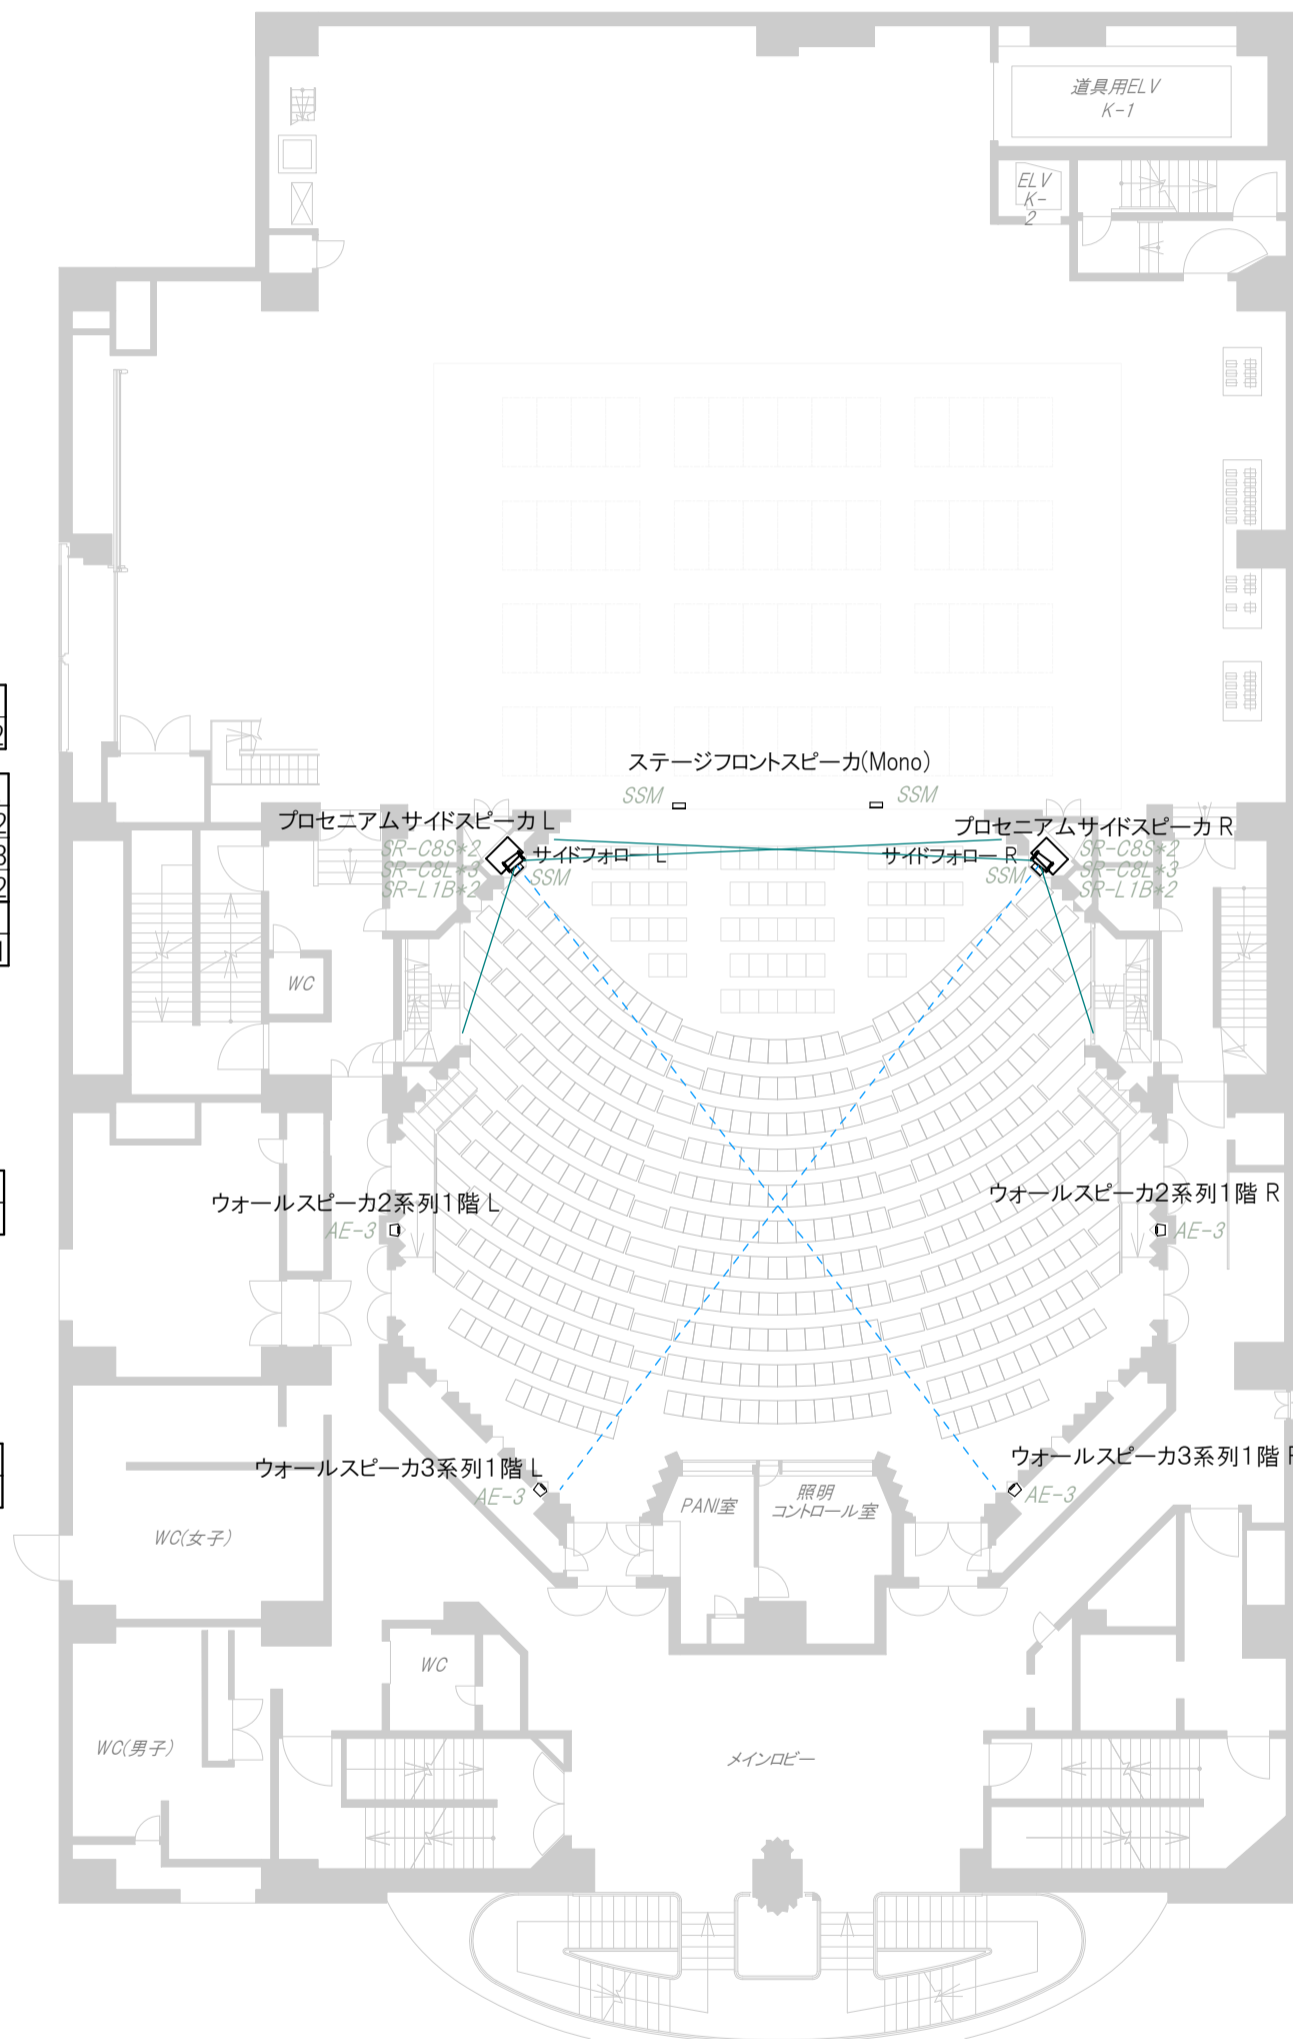 道具用ELV
K-1
ELV
K-
2
ステージフロントスピーカ(Mono)
SSM
SSM
プロセニアムサイドスピーカ L
SR-C8S*2
SR-C8L*3
SR-L1B*2
サイドフォロー L
SSM
プロセニアムサイドスピーカ R
サイドフォロー R
SSM
SR-C8S*2
SR-C8L*3
SR-L1B*2
WC
ウォールスピーカ2系列1階 L
AE-3
ウォールスピーカ2系列1階 R
AE-3
ウォールスピーカ3系列1階 L
AE-3
ウォールスピーカ3系列1階
AE-3
PANI室
照明
コントロール室
WC(女子)
WC
WC(男子)
メインロビー